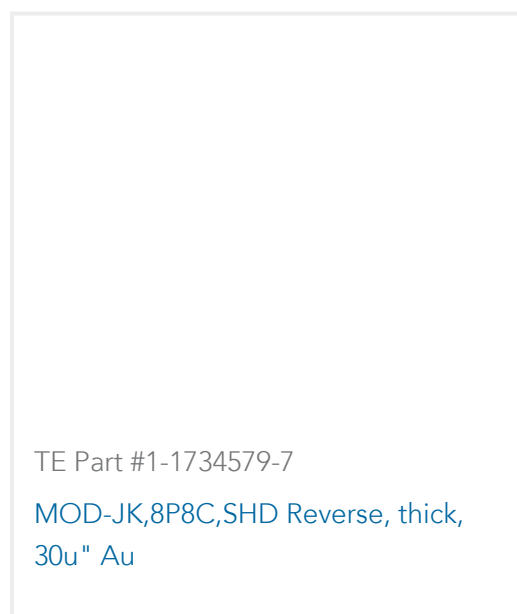 TE Part #1-1734579-7
MOD-JK,8P8C,SHD Reverse, thick,
30u" Au